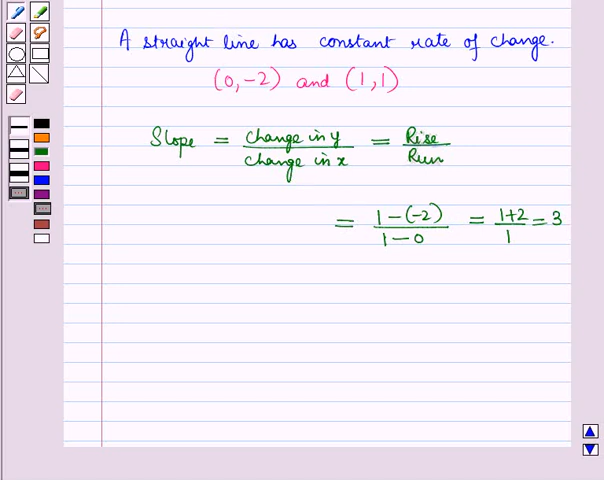 A straight line has constant rate of change.
(0,-2) and (1,1)
Slope = change in y / change in x = Rise / Run
= 1-(-2) / 1-0 = 1+2 / 1 = 3